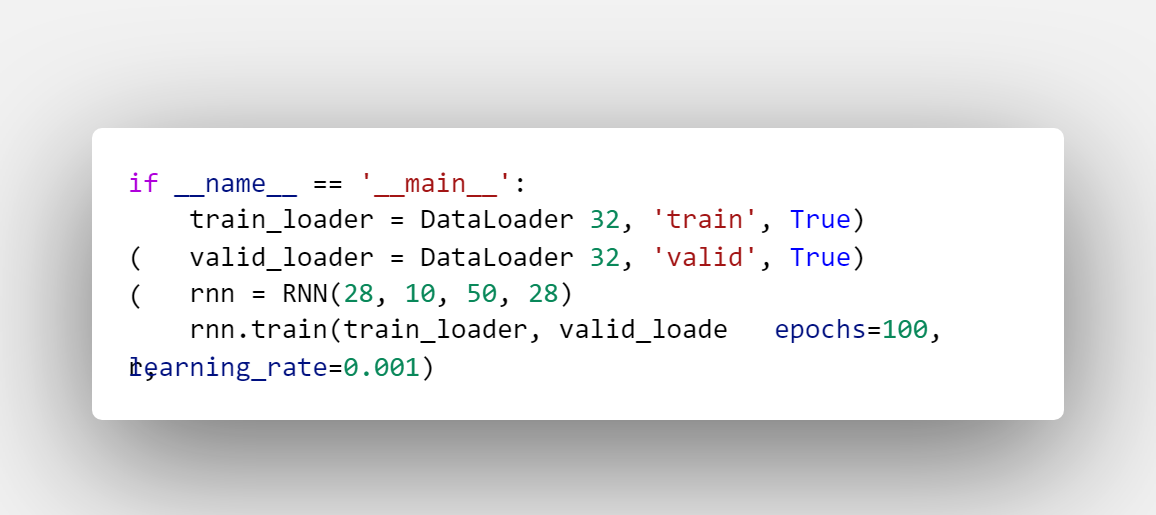 if __name__ == '__main__':
    train_loader = DataLoader 32, 'train', True)
(   valid_loader = DataLoader 32, 'valid', True)
(   rnn = RNN(28, 10, 50, 28)
    rnn.train(train_loader, valid_loade   epochs=100,
r,learning_rate=0.001)